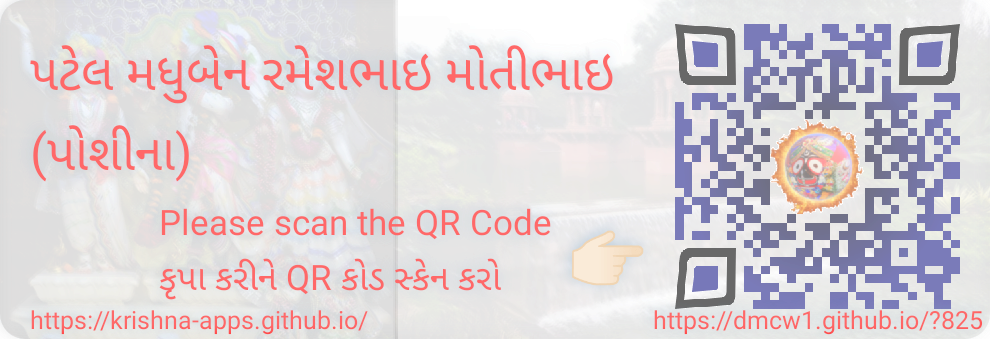 પટેલ મધુબેન રમેશભાઇ મોતીભાઇ
(પોશીના)
Please scan the QR Code
કૃપા કરીને QR કોડ સ્કેન કરો
https://krishna-apps.github.io/
https://dmcw1.github.io/?825